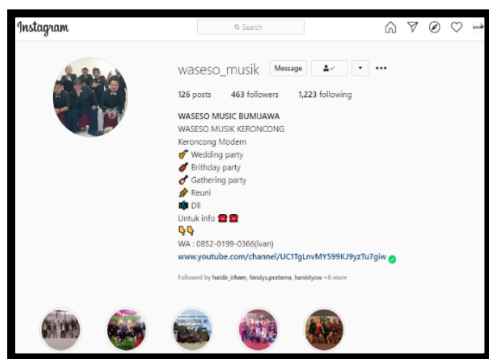 Instagram
Search
waseso_musik Message
126 posts 463 followers 1,223 following
WASESO MUSIC BUMIJAWA
WASESO MUSIK KERONCONG
Keroncong Modern
🎷 Wedding party
🎻 Brithday party
🎸 Gathering party
🎺 Reuni
📻 Dll
Untuk info ☎️ ☎️
👇👇
WA : 0852-0199-0366(ivan)
www.youtube.com/channel/UC1TgLnvMY599KJ9yzTu7giw
Followed by haidir_irham, fandys.pratama, hanistyow +6 more